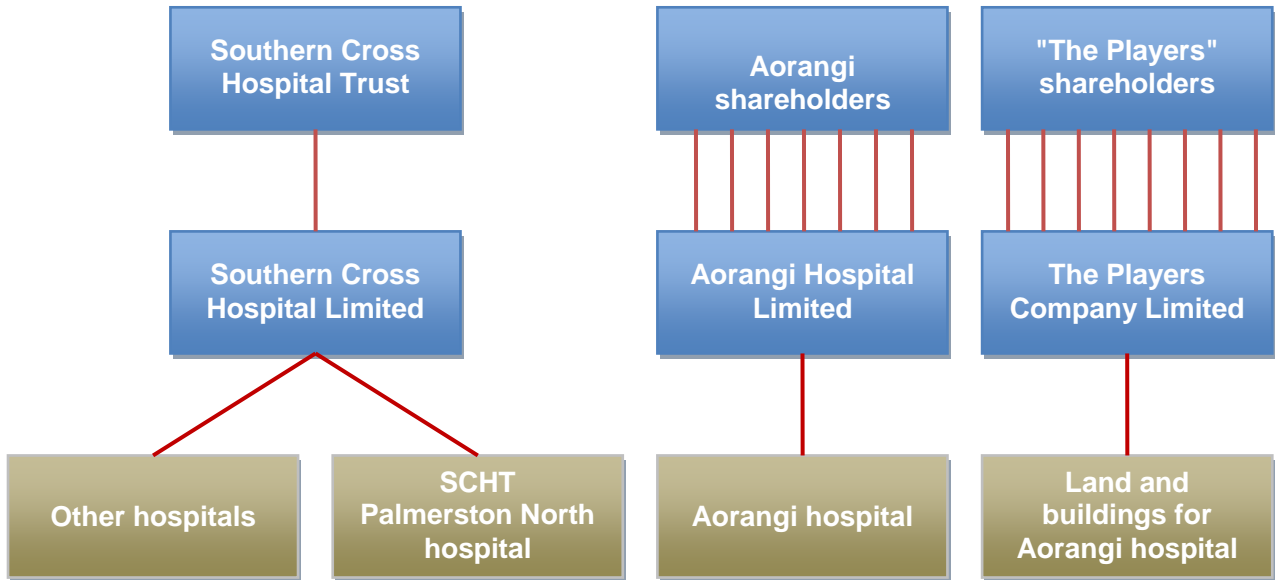 Southern Cross
Hospital Trust
Aorangi
shareholders
"The Players"
shareholders
Southern Cross
Hospital Limited
Aorangi Hospital
Limited
The Players
Company Limited
Other hospitals
SCHT
Palmerston North
hospital
Aorangi hospital
Land and
buildings for
Aorangi hospital